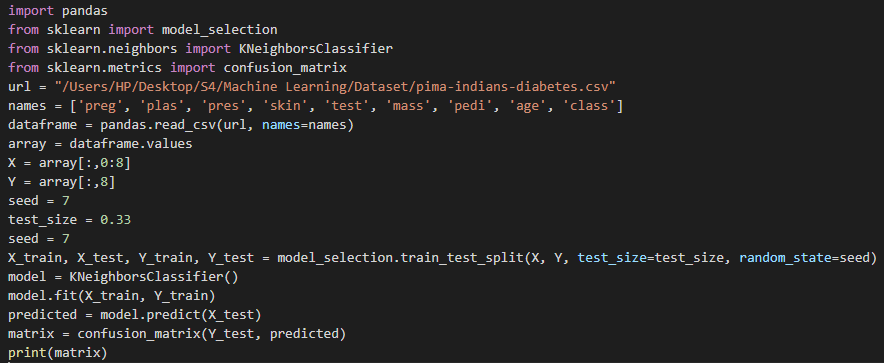 import pandas
from sklearn import model_selection
from sklearn.neighbors import KNeighborsClassifier
from sklearn.metrics import confusion_matrix
url = "/Users/HP/Desktop/S4/Machine Learning/Dataset/pima-indians-diabetes.csv"
names = ['preg', 'plas', 'pres', 'skin', 'test', 'mass', 'pedi', 'age', 'class']
dataframe = pandas.read_csv(url, names=names)
array = dataframe.values
X = array[:,0:8]
Y = array[:,8]
seed = 7
test_size = 0.33
seed = 7
X_train, X_test, Y_train, Y_test = model_selection.train_test_split(X, Y, test_size=test_size, random_state=seed)
model = KNeighborsClassifier()
model.fit(X_train, Y_train)
predicted = model.predict(X_test)
matrix = confusion_matrix(Y_test, predicted)
print(matrix)